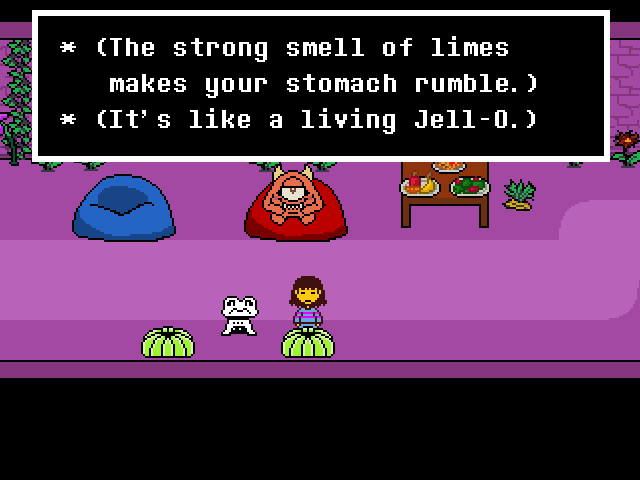 * (The strong smell of limes
makes your stomach rumble.)
* (It's like a living Jell-O.)